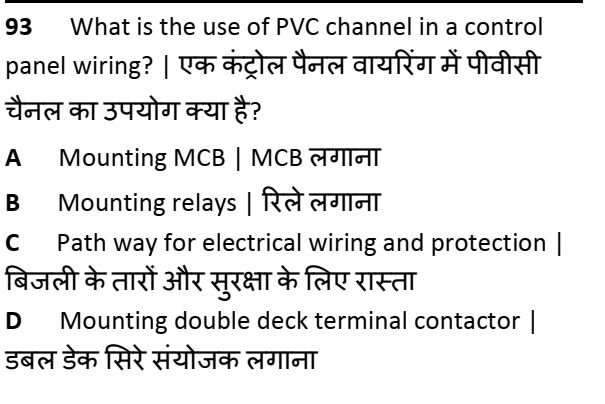 93 What is the use of PVC channel in a control
panel wiring? | एक कंट्रोल पैनल वायरिंग में पीवीसी
चैनल का उपयोग क्या है?
A Mounting MCB | MCB लगाना
B Mounting relays | रिले लगाना
C Path way for electrical wiring and protection |
बिजली के तारों और सुरक्षा के लिए रास्ता
D Mounting double deck terminal contactor |
डबल डेक सिरे संयोजक लगाना